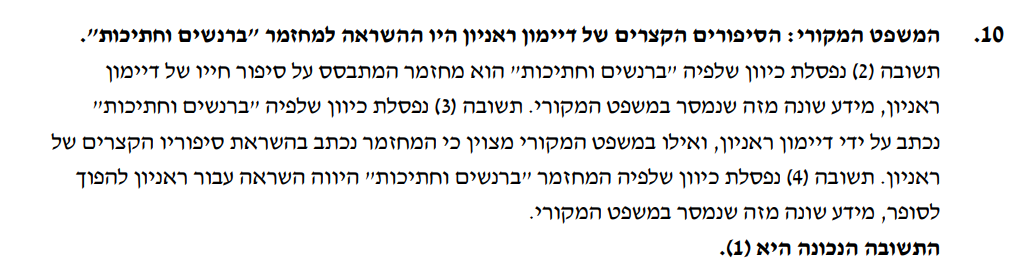 10. המשפט המקורי: הסיפורים הקצרים של דיימון ראניון היו ההשראה למחזמר "ברנשים וחתיכות".
תשובה (2) נפסלת כיוון שלפיה "ברנשים וחתיכות" הוא מחזמר המתבסס על סיפור חייו של דיימון
ראניון, מידע שונה מזה שנמסר במשפט המקורי. תשובה (3) נפסלת כיוון שלפיה "ברנשים וחתיכות"
נכתב על ידי דיימון ראניון, ואילו במשפט המקורי מצוין כי המחזמר נכתב בהשראת סיפוריו הקצרים של
ראניון. תשובה (4) נפסלת כיוון שלפיה המחזמר "ברנשים וחתיכות" היווה השראה עבור ראניון להפוך
לסופר, מידע שונה מזה שנמסר במשפט המקורי.
התשובה הנכונה היא (1).